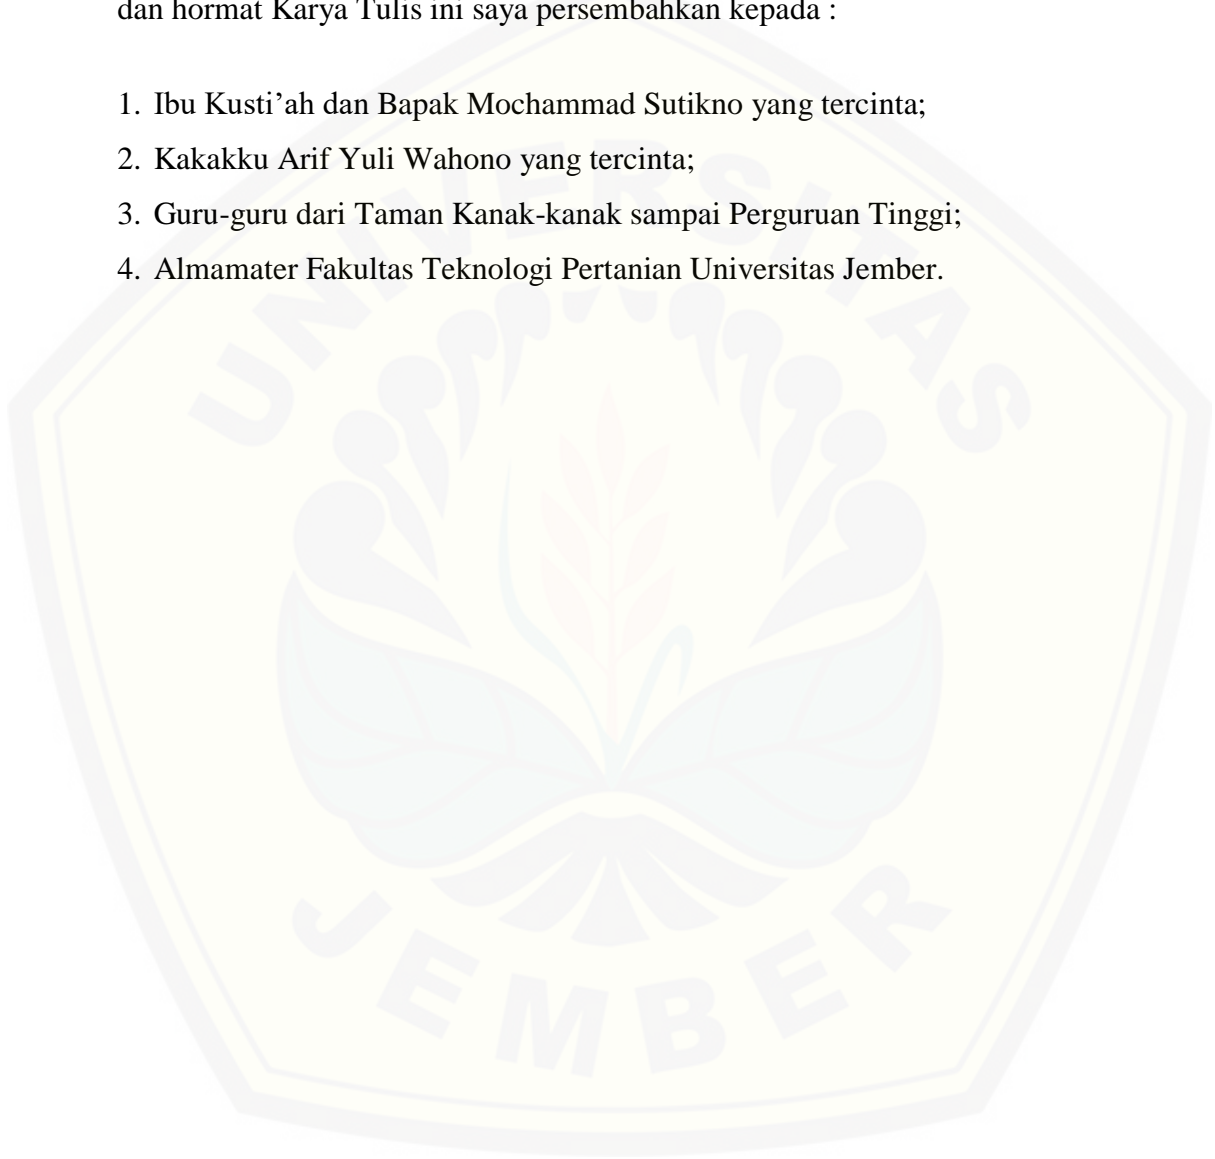 dan hormat Karya Tulis ini saya persembahkan kepada :
1. Ibu Kusti’ah dan Bapak Mochammad Sutikno yang tercinta;
2. Kakakku Arif Yuli Wahono yang tercinta;
3. Guru-guru dari Taman Kanak-kanak sampai Perguruan Tinggi;
4. Almamater Fakultas Teknologi Pertanian Universitas Jember.
UNIVERSITAS
JEMBER